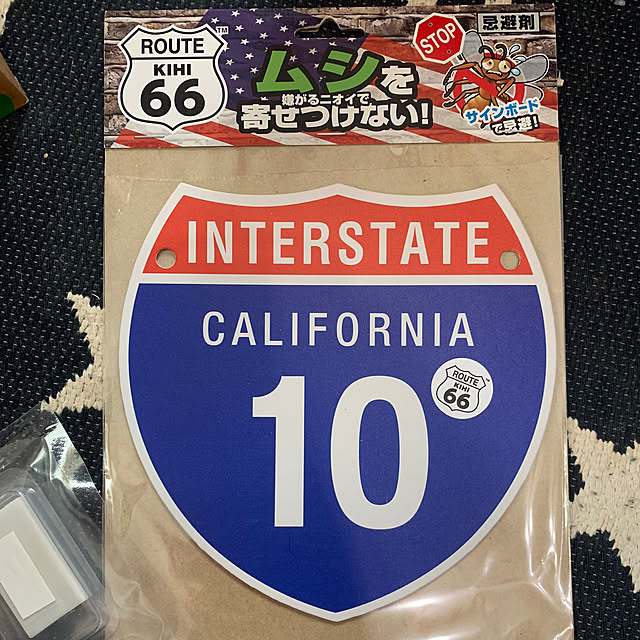 ROUTE
KIHI
66
TM
ムシを
嫌がるニオイで
寄せつけない!
STOP
忌避剤
サインボード
で忌避!
INTERSTATE
CALIFORNIA
10
ROUTE
KIHI
66